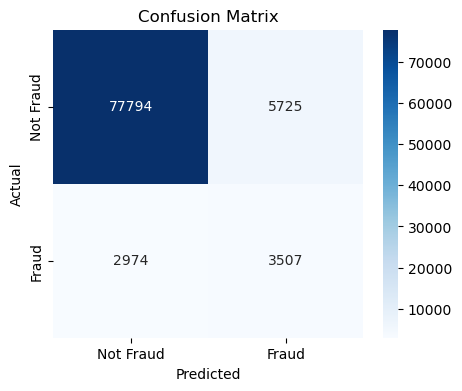 Confusion Matrix
Not Fraud
77794
5725
Actual
Fraud
2974
3507
Not Fraud
Fraud
Predicted
70000
60000
50000
40000
30000
20000
10000